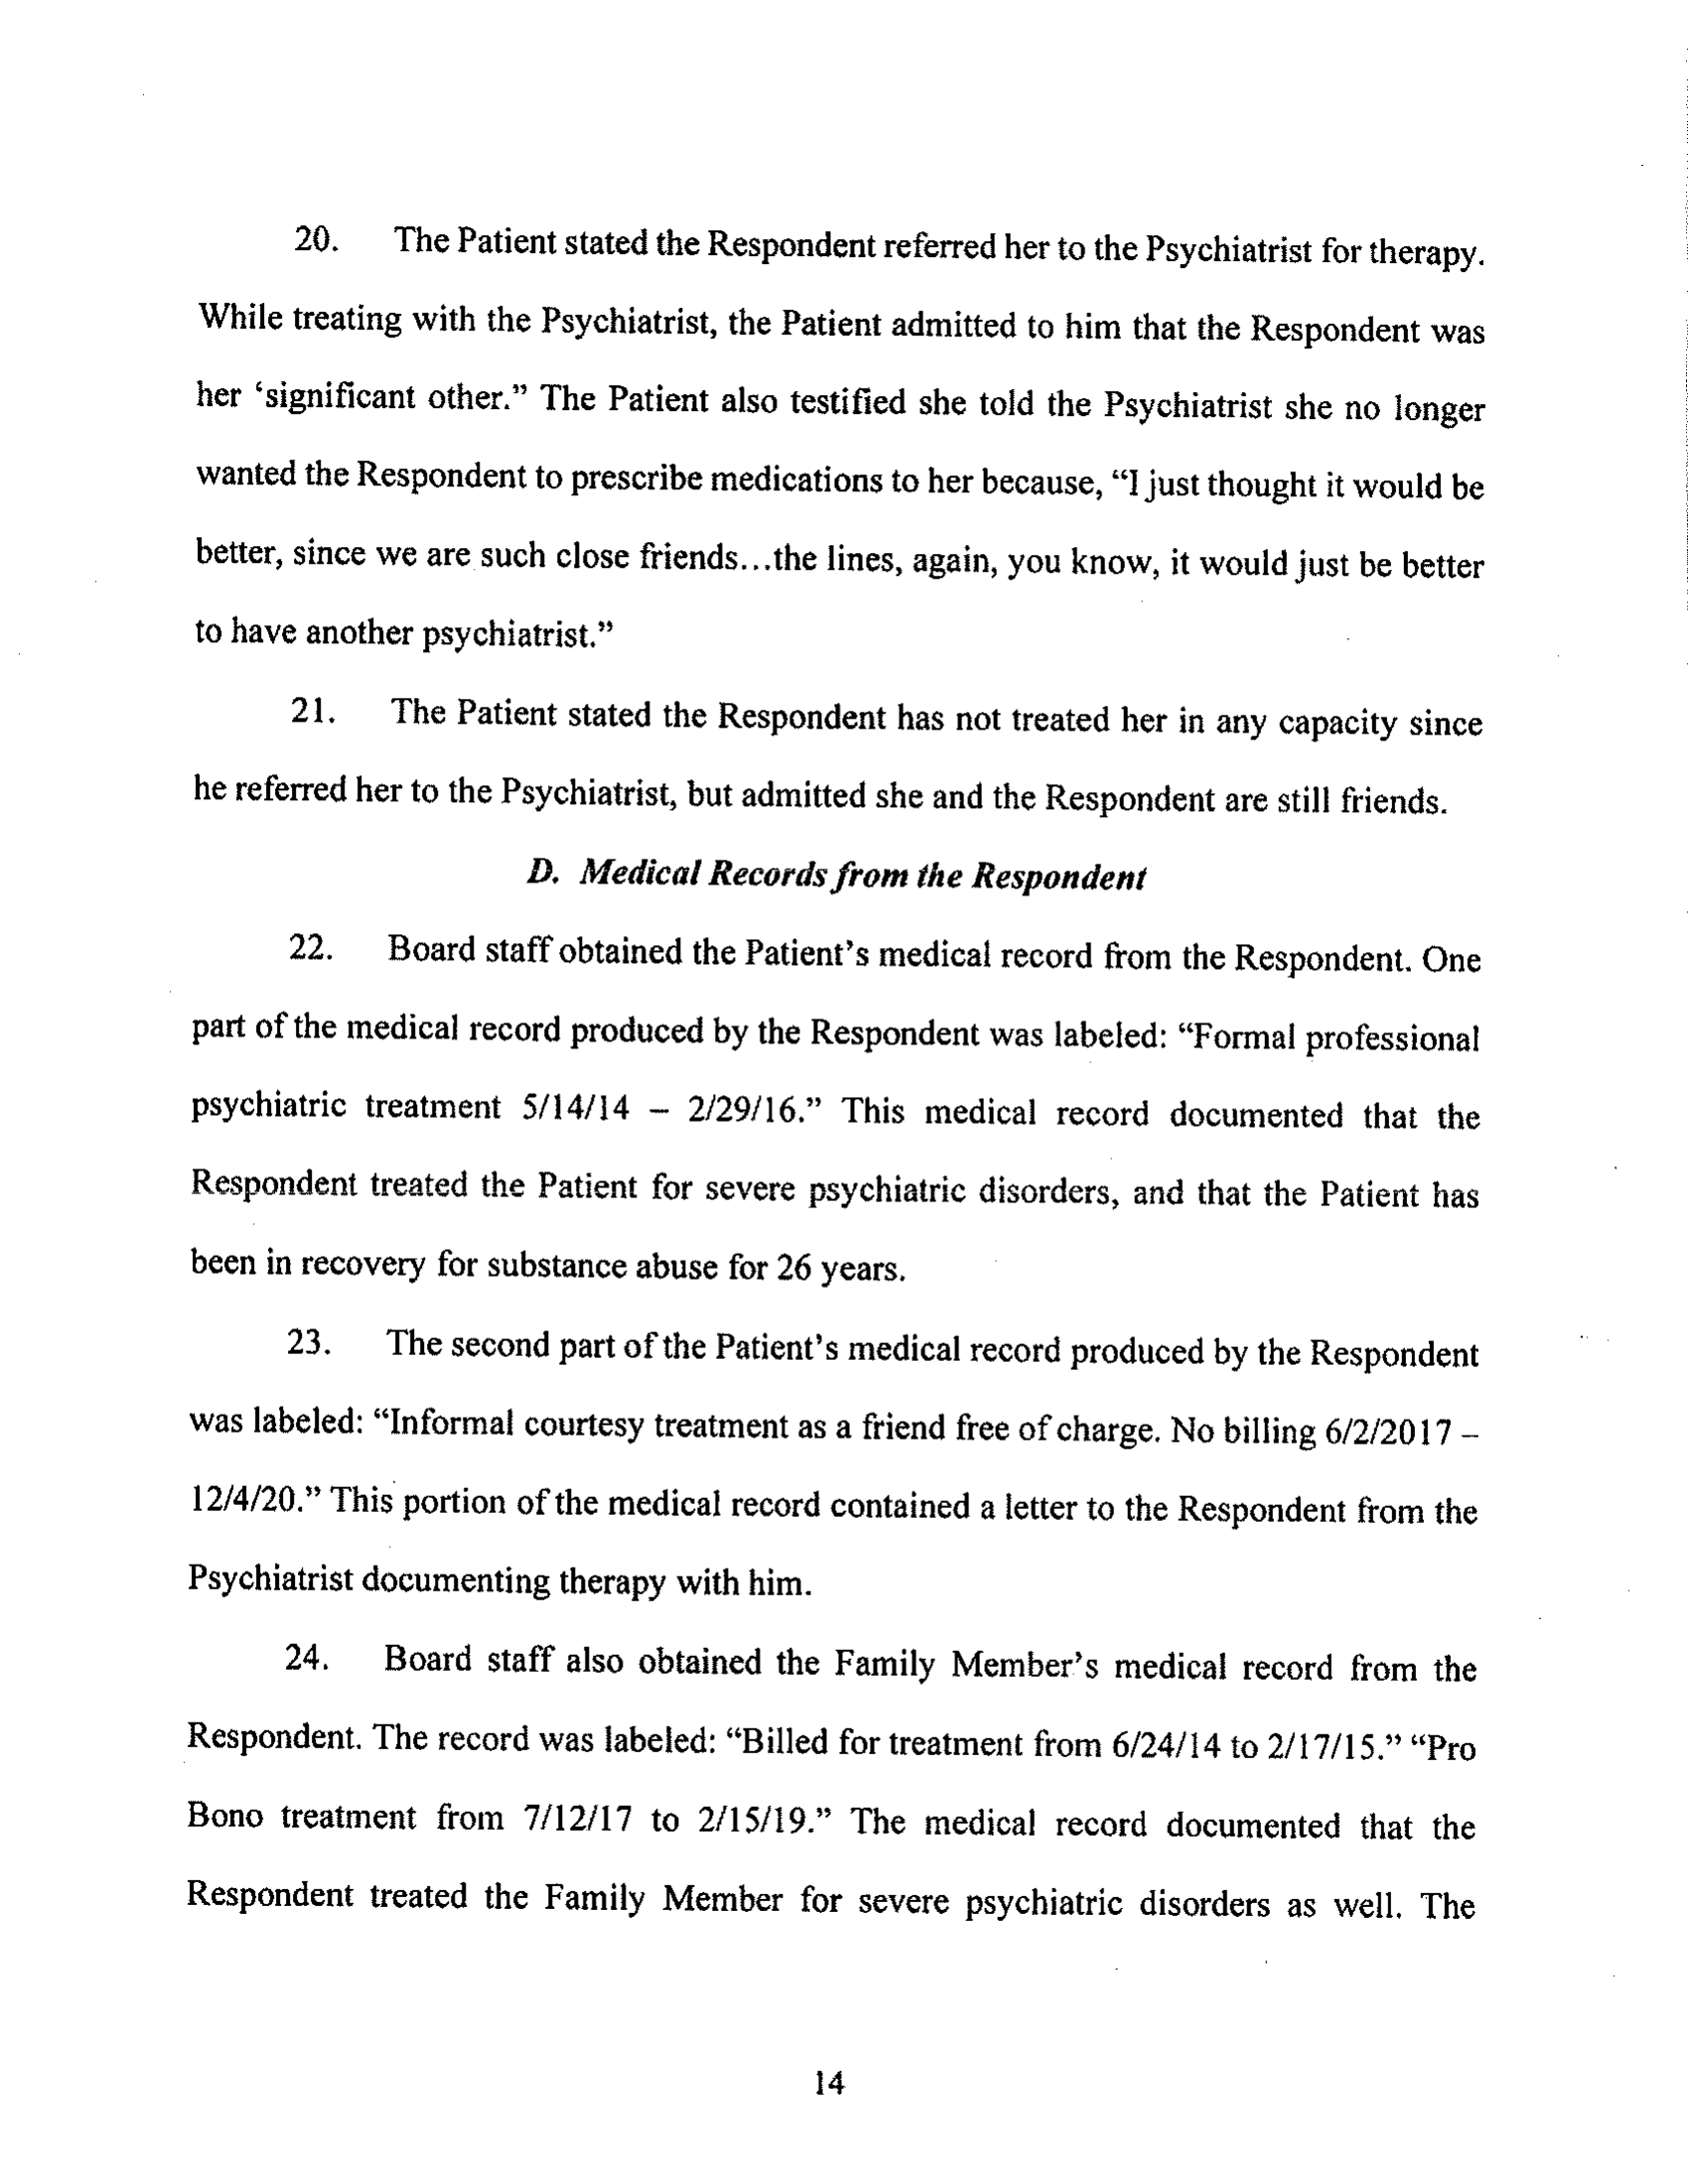 20. The Patient stated the Respondent referred her to the Psychiatrist for therapy.
While treating with the Psychiatrist, the Patient admitted to him that the Respondent was
her ‘significant other.” The Patient also testified she told the Psychiatrist she no longer
wanted the Respondent to prescribe medications to her because, “I just thought it would be
better, since we are such close friends...the lines, again, you know, it would just be better
to have another psychiatrist.”
21. The Patient stated the Respondent has not treated her in any capacity since
he referred her to the Psychiatrist, but admitted she and the Respondent are still friends.
D. Medical Records from the Respondent
22. Board staff obtained the Patient’s medical record from the Respondent. One
part of the medical record produced by the Respondent was labeled: “Formal professional
psychiatric treatment 5/14/14 – 2/29/16.” This medical record documented that the
Respondent treated the Patient for severe psychiatric disorders, and that the Patient has
been in recovery for substance abuse for 26 years.
23. The second part of the Patient’s medical record produced by the Respondent
was labeled: “Informal courtesy treatment as a friend free of charge. No billing 6/2/2017 –
12/4/20.” This portion of the medical record contained a letter to the Respondent from the
Psychiatrist documenting therapy with him.
24. Board staff also obtained the Family Member’s medical record from the
Respondent. The record was labeled: “Billed for treatment from 6/24/14 to 2/17/15.” “Pro
Bono treatment from 7/12/17 to 2/15/19.” The medical record documented that the
Respondent treated the Family Member for severe psychiatric disorders as well. The
14